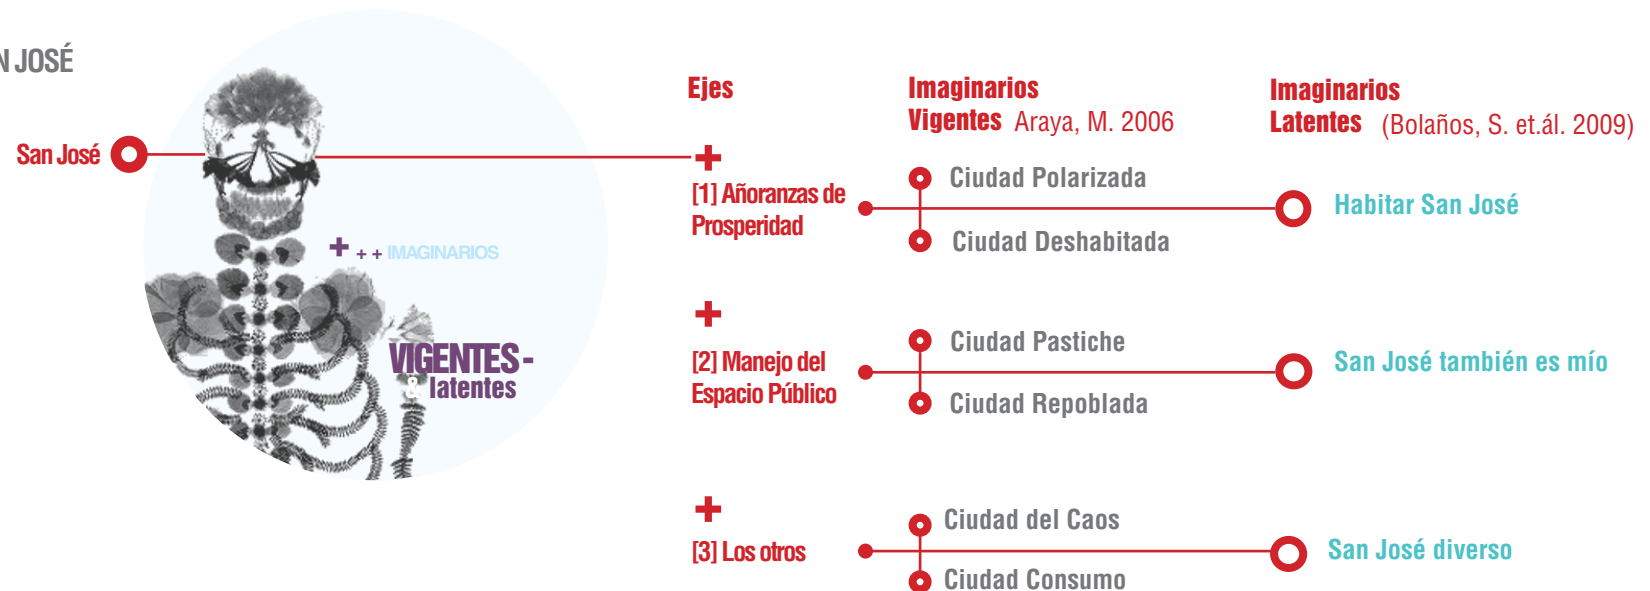 N JOSÉ
San José
+ + + IMAGINARIOS
VIGENTES -
& latentes
Ejes
+
[1] Añoranzas de
Prosperidad
+
[2] Manejo del
Espacio Público
+
[3] Los otros
Imaginarios
Vigentes Araya, M. 2006
Ciudad Polarizada
Ciudad Deshabitada
Ciudad Pastiche
Ciudad Repoblada
Ciudad del Caos
Ciudad Consumo
Imaginarios
Latentes (Bolaños, S. et.ál. 2009)
Habitar San José
San José también es mío
San José diverso